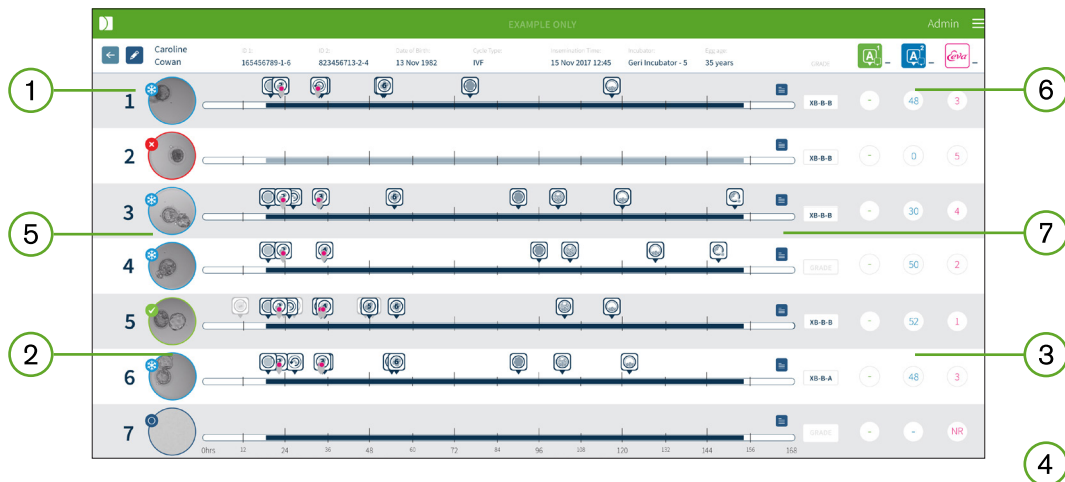 EXAMPLE ONLY
Admin
Caroline
Cowan
ID 1:
165456789-1-6
ID 2:
823456713-2-4
Date of Birth:
13 Nov 1982
Cycle Type:
IVF
Insemination Time:
15 Nov 2017 12:45
Incubator:
Geri Incubator - 5
Egg age:
35 years
GRADE
A 1 –
A 2 –
Eeva –
1
1
XB-B-B
-
48
3
6
2
XB-B-B
-
0
5
3
XB-B-B
-
30
4
5
7
4
GRADE
-
50
2
5
XB-B-B
-
52
1
2
3
6
XB-B-A
-
48
3
7
GRADE
-
-
NR
0hrs 12 24 36 48 60 72 84 96 108 120 132 144 156 168
4